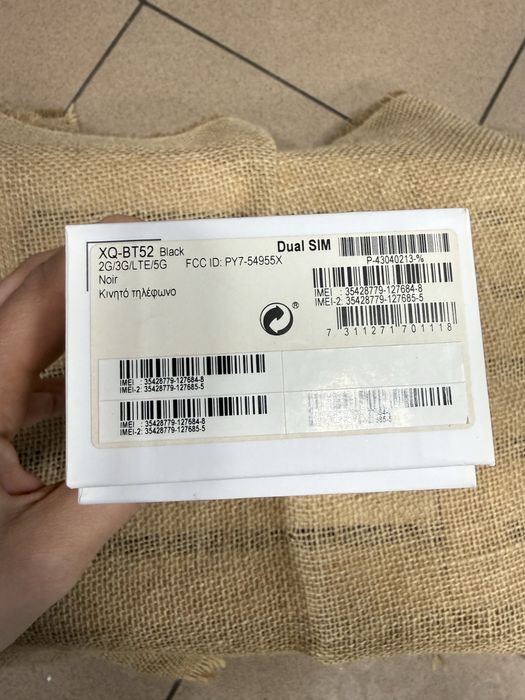 XQ-BT52 Black
2G/3G/LTE/5G FCC ID: PY7-54955X
Noir
Κινητό τηλέφωνο
Dual SIM
P-43040213-%
IMEI : 35428779-127684-8
IMEI-2: 35428779-127685-5
7 311271 701118
®
IMEI : 35428779-127684-8
IMEI-2: 35428779-127685-5
IMEI : 35428779-127684-8
IMEI-2: 35428779-127685-5